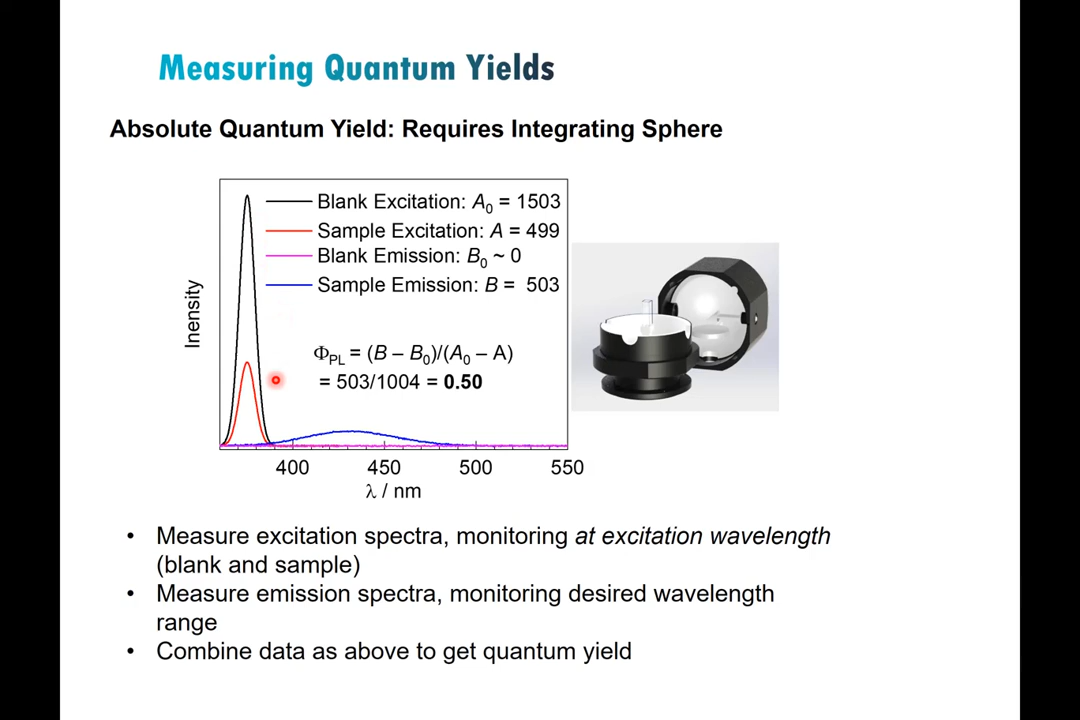 Measuring Quantum Yields
Absolute Quantum Yield: Requires Integrating Sphere
Blank Excitation: A₀ = 1503
Sample Excitation: A = 499
Blank Emission: B₀ ~ 0
Sample Emission: B = 503
Inensity
Φ_PL = (B – B₀)/(A₀ – A)
= 503/1004 = 0.50
400 450 500 550
λ / nm
• Measure excitation spectra, monitoring at excitation wavelength
(blank and sample)
• Measure emission spectra, monitoring desired wavelength
range
• Combine data as above to get quantum yield